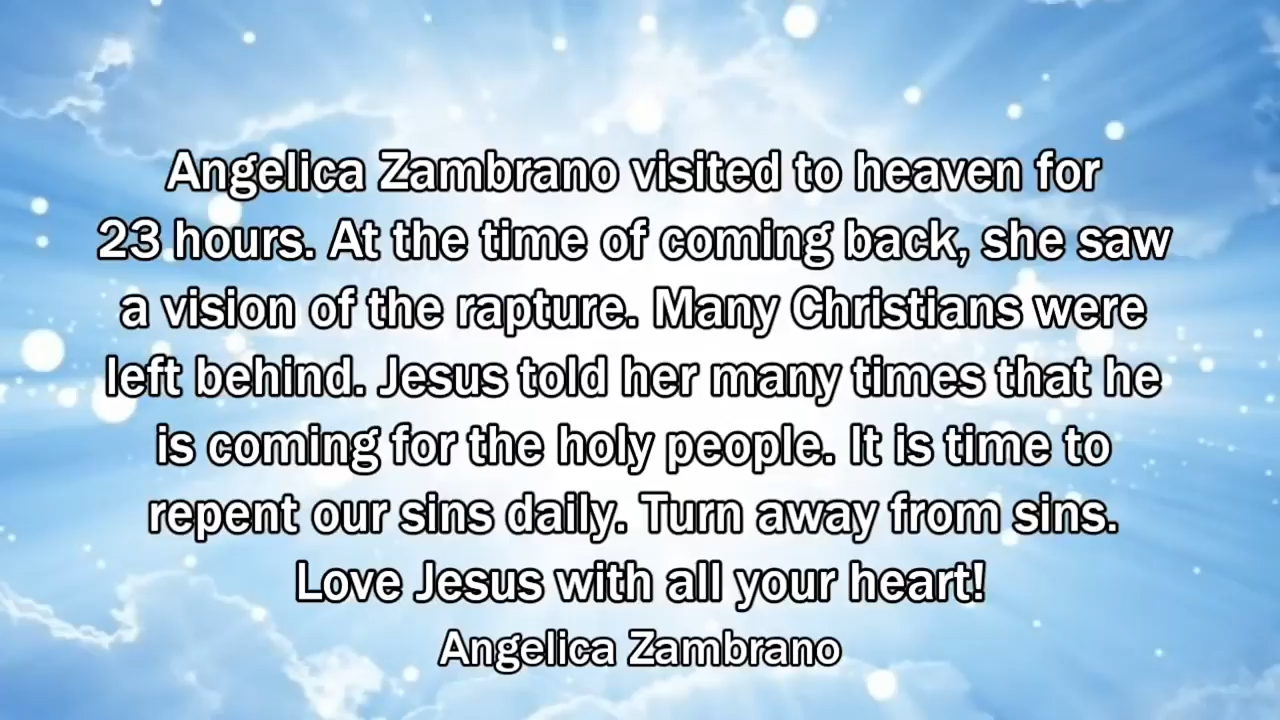 Angelica Zambrano visited to heaven for
23 hours. At the time of coming back, she saw
a vision of the rapture. Many Christians were
left behind. Jesus told her many times that he
is coming for the holy people. It is time to
repent our sins daily. Turn away from sins.
Love Jesus with all your heart!
Angelica Zambrano